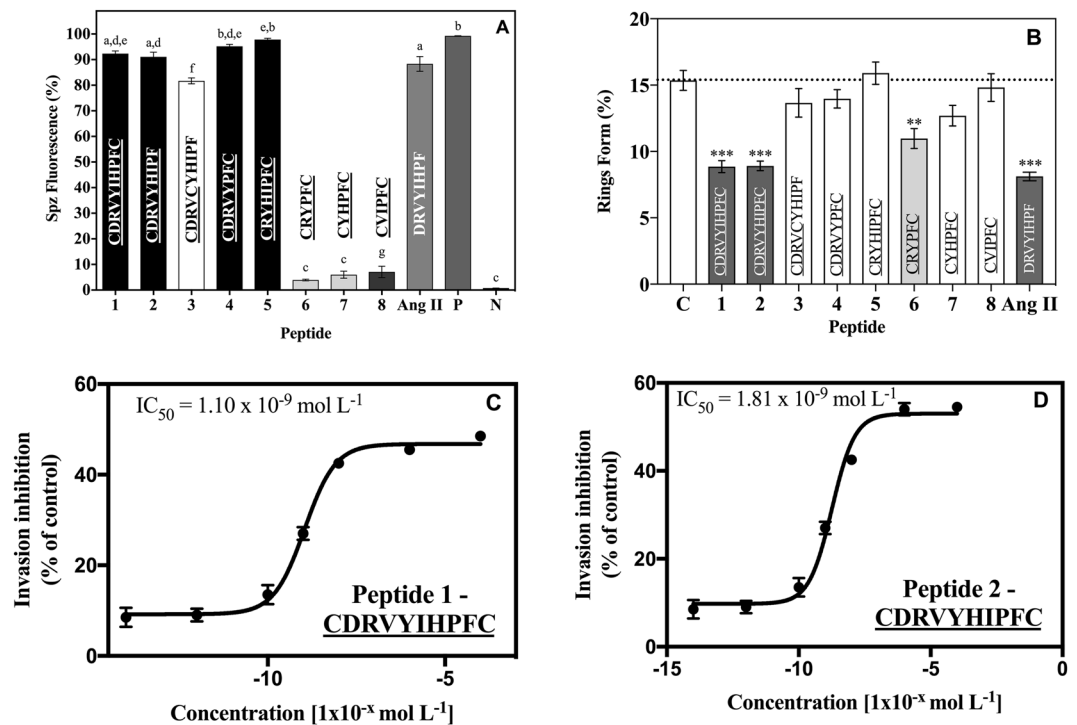 A
Spz Fluorescence (%)
100
90
80
70
60
50
40
30
20
10
0
a,d,e
a,d
f
b,d,e
e,b
c
c
g
a
b
c
CDRVYIHPFC
CDRVYHIPF
CDRVCYHIPF
CDRVYPFC
CRYHIPFC
CRYPFC
CYHPFC
CVIPFC
DRVYIHPF
1 2 3 4 5 6 7 8 Ang II P N
Peptide
B
Rings Form (%)
20
15
10
5
0
***
***
**
***
CDRVYIHPFC
CDRVYHIPFC
CDRVCYHIPFC
CDRVYPFC
CRYHIPFC
CRYPFC
CYHPFC
CVIPFC
DRVYIHPF
C 1 2 3 4 5 6 7 8 Ang II
Peptide
C
IC50 = 1.10 x 10-9 mol L-1
Invasion inhibition
(% of control)
60
40
20
0
Peptide 1 -
CDRVYIHPFC
-10 -5
Concentration [1x10-x mol L-1]
D
IC50 = 1.81 x 10-9 mol L-1
Invasion inhibition
(% of control)
60
40
20
0
Peptide 2 -
CDRVYHIPFC
-15 -10 -5 0
Concentration [1x10-x mol L-1]